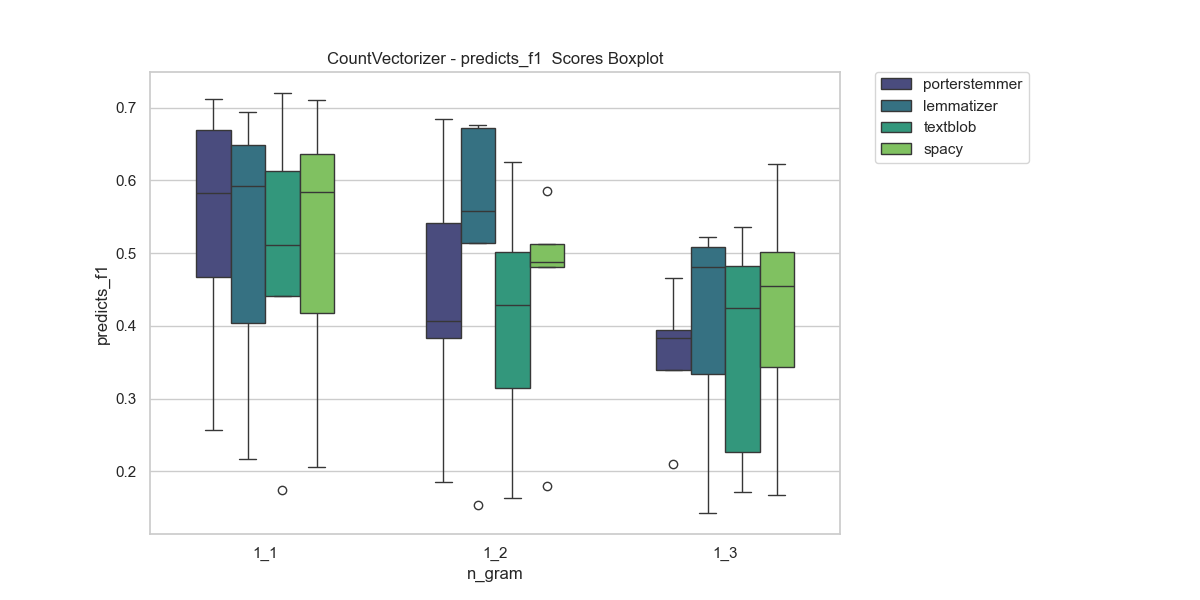 CountVectorizer - predicts_f1  Scores Boxplot
porterstemmer
lemmatizer
textblob
spacy
predicts_f1
0.7
0.6
0.5
0.4
0.3
0.2
1_1
1_2
1_3
n_gram